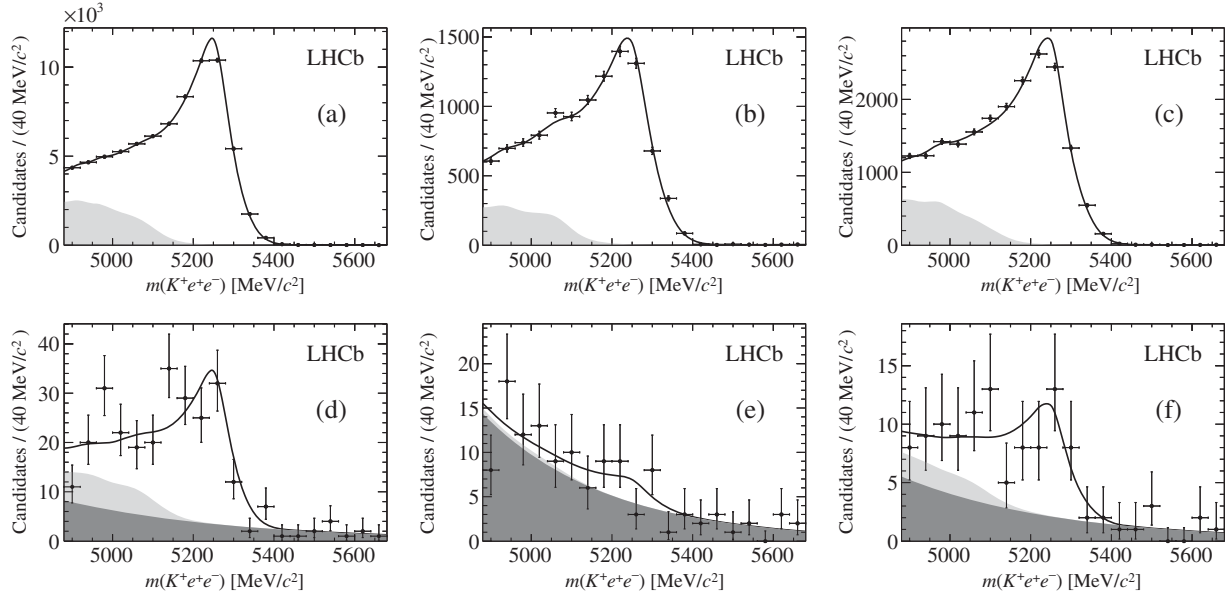 ×10³
Candidates / (40 MeV/c²)
10
5
0
LHCb
(a)
5000 5200 5400 5600
m(K⁺e⁺e⁻) [MeV/c²]
Candidates / (40 MeV/c²)
1500
1000
500
0
LHCb
(b)
5000 5200 5400 5600
m(K⁺e⁺e⁻) [MeV/c²]
Candidates / (40 MeV/c²)
2000
1000
0
LHCb
(c)
5000 5200 5400 5600
m(K⁺e⁺e⁻) [MeV/c²]
Candidates / (40 MeV/c²)
40
30
20
10
0
LHCb
(d)
5000 5200 5400 5600
m(K⁺e⁺e⁻) [MeV/c²]
Candidates / (40 MeV/c²)
20
15
10
5
0
LHCb
(e)
5000 5200 5400 5600
m(K⁺e⁺e⁻) [MeV/c²]
Candidates / (40 MeV/c²)
15
10
5
0
LHCb
(f)
5000 5200 5400 5600
m(K⁺e⁺e⁻) [MeV/c²]